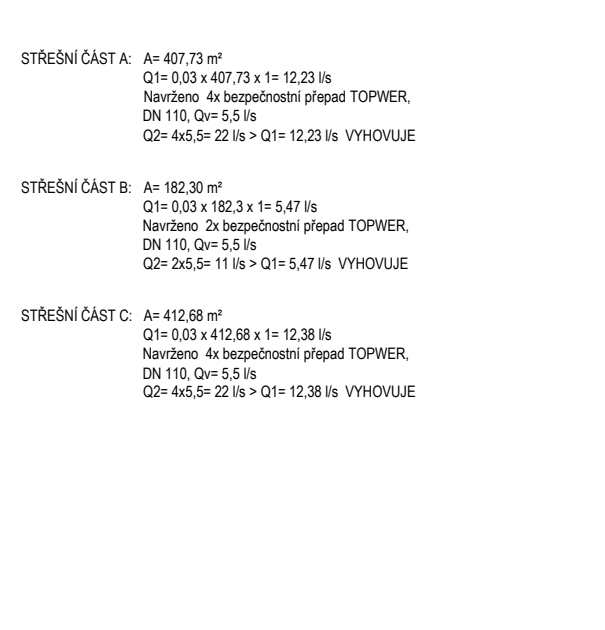 STŘEŠNÍ ČÁST A: A= 407,73 m²
Q1= 0,03 x 407,73 x 1= 12,23 l/s
Navrženo 4x bezpečnostní přepad TOPWER,
DN 110, Qv= 5,5 l/s
Q2= 4x5,5= 22 l/s > Q1= 12,23 l/s VYHOVUJE
STŘEŠNÍ ČÁST B: A= 182,30 m²
Q1= 0,03 x 182,3 x 1= 5,47 l/s
Navrženo 2x bezpečnostní přepad TOPWER,
DN 110, Qv= 5,5 l/s
Q2= 2x5,5= 11 l/s > Q1= 5,47 l/s VYHOVUJE
STŘEŠNÍ ČÁST C: A= 412,68 m²
Q1= 0,03 x 412,68 x 1= 12,38 l/s
Navrženo 4x bezpečnostní přepad TOPWER,
DN 110, Qv= 5,5 l/s
Q2= 4x5,5= 22 l/s > Q1= 12,38 l/s VYHOVUJE